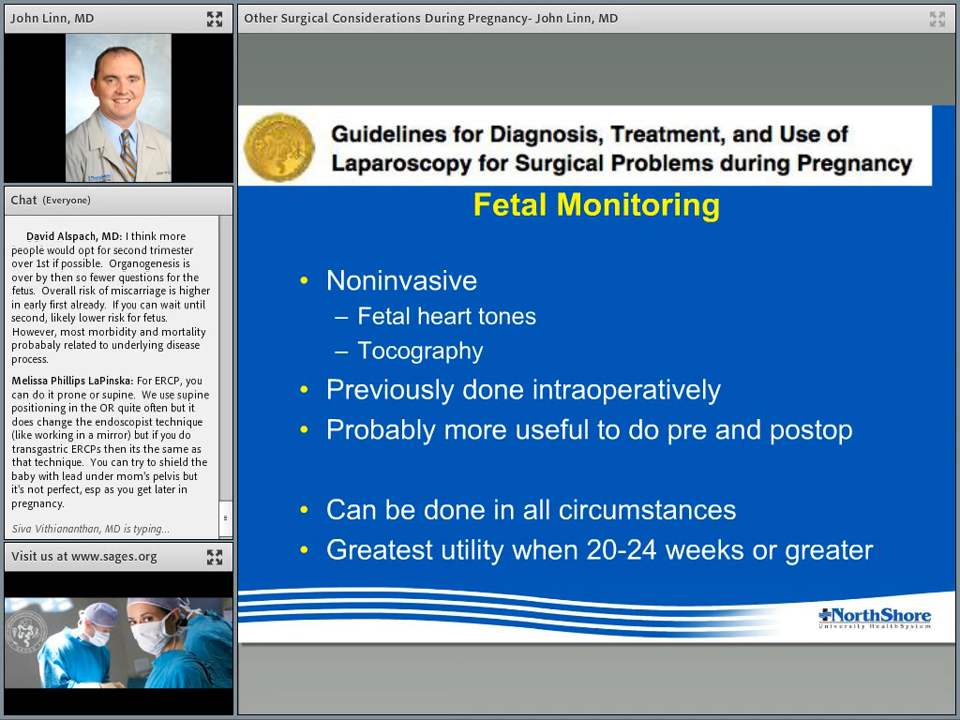 John Linn, MD
Other Surgical Considerations During Pregnancy- John Linn, MD
Chat (Everyone)
David Alspach, MD: I think more
people would opt for second trimester
over 1st if possible. Organogenesis is
over by then so fewer questions for the
fetus. Overall risk of miscarriage is higher
in early first already. If you can wait until
second, likely lower risk for fetus.
However, most morbidity and mortality
probabaly related to underlying disease
process.
Melissa Phillips LaPinska: For ERCP, you
can do it prone or supine. We use supine
positioning in the OR quite often but it
does change the endoscopist technique
(like working in a mirror) but if you do
transgastric ERCPs then its the same as
that technique. You can try to shield the
baby with lead under mom's pelvis but
it's not perfect, esp as you get later in
pregnancy.
Siva Vithiananthan, MD is typing...
Visit us at www.sages.org
Guidelines for Diagnosis, Treatment, and Use of
Laparoscopy for Surgical Problems during Pregnancy
Fetal Monitoring
• Noninvasive
– Fetal heart tones
– Tocography
• Previously done intraoperatively
• Probably more useful to do pre and postop
• Can be done in all circumstances
• Greatest utility when 20-24 weeks or greater
NorthShore
University HealthSystem